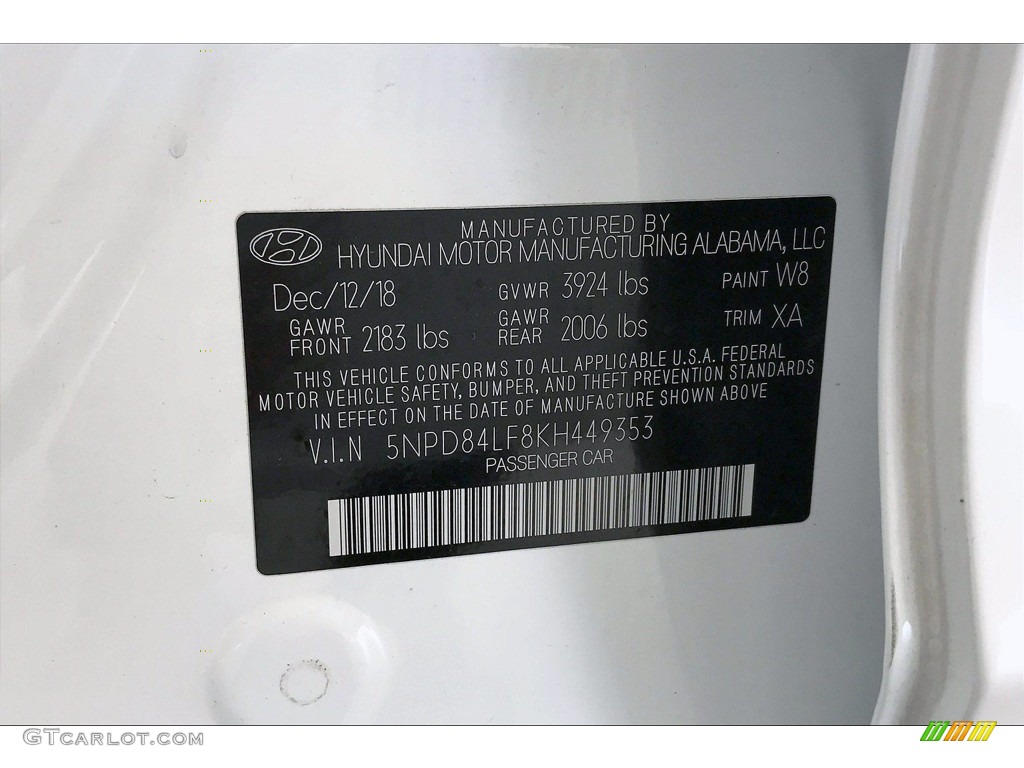 MANUFACTURED BY
HYUNDAI MOTOR MANUFACTURING ALABAMA, LLC
Dec/12/18 GVWR 3924 lbs PAINT W8
GAWR FRONT 2183 lbs GAWR REAR 2006 lbs TRIM XA
THIS VEHICLE CONFORMS TO ALL APPLICABLE U.S.A. FEDERAL
MOTOR VEHICLE SAFETY, BUMPER, AND THEFT PREVENTION STANDARDS
IN EFFECT ON THE DATE OF MANUFACTURE SHOWN ABOVE
V.I.N 5NPD84LF8KH449353
PASSENGER CAR
GTCARLOT.COM